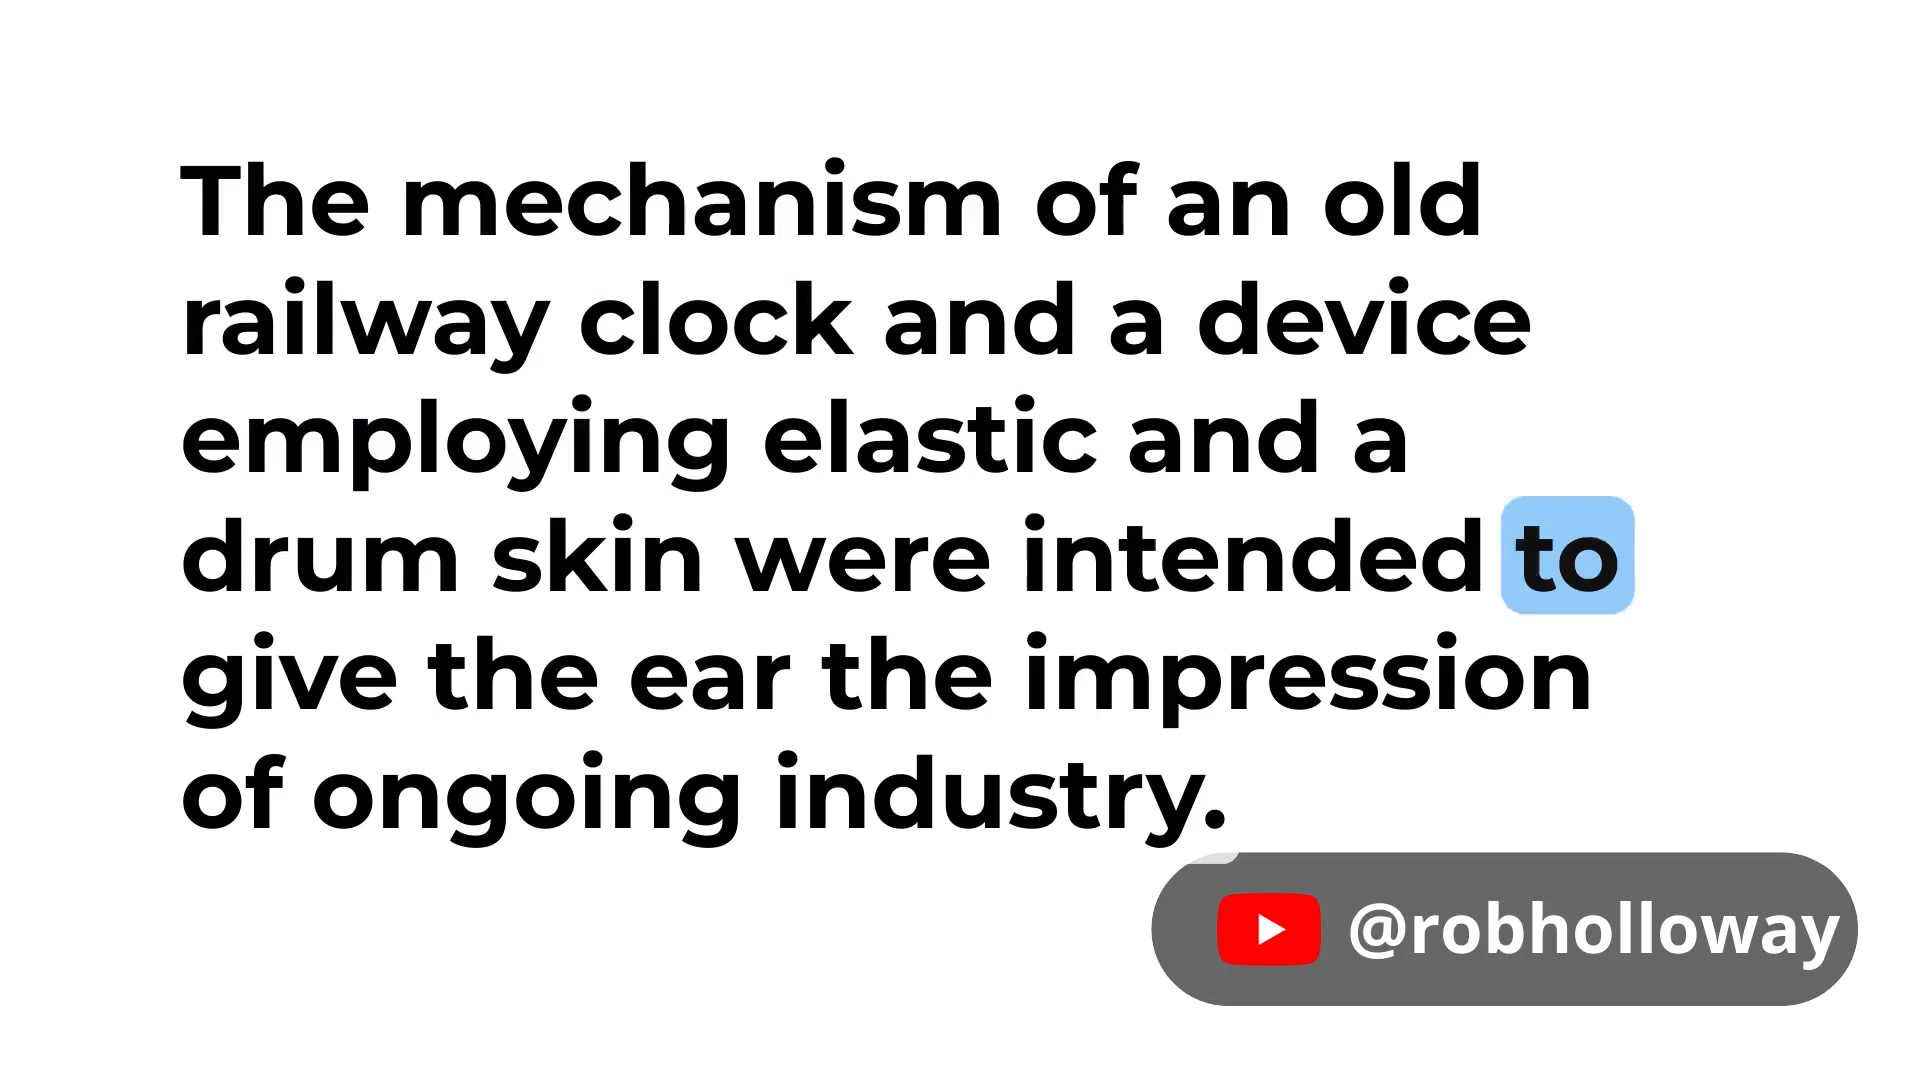 The mechanism of an old
railway clock and a device
employing elastic and a
drum skin were intended to
give the ear the impression
of ongoing industry.
@robholloway